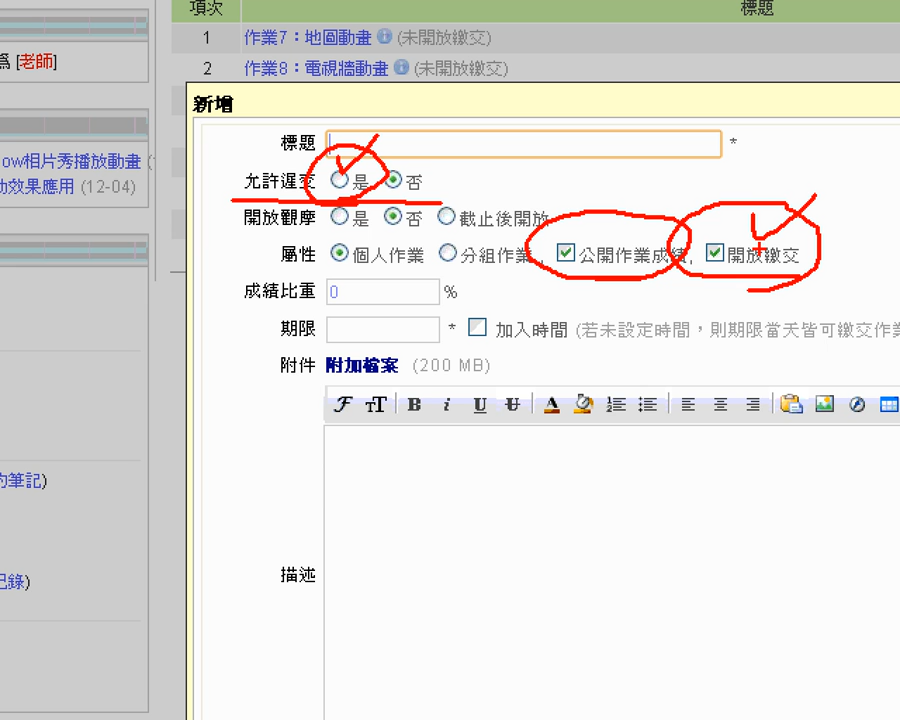 項次 標題
1 作業7：地圖動畫 (未開放繳交)
2 作業8：電視牆動畫 (未開放繳交)
為 [老師]
新增
標題 *
ow相片秀播放動畫 (
允許遲交 是 否
效果應用 (12-04)
開放觀摩 是 否 截止後開放
屬性 個人作業 分組作業 公開作業成績, 開放繳交
成績比重 0 %
期限 * 加入時間 (若未設定時間，則期限當天皆可繳交作業
附件 附加檔案 (200 MB)
F TT B i U U A
的筆記)
描述
記錄)